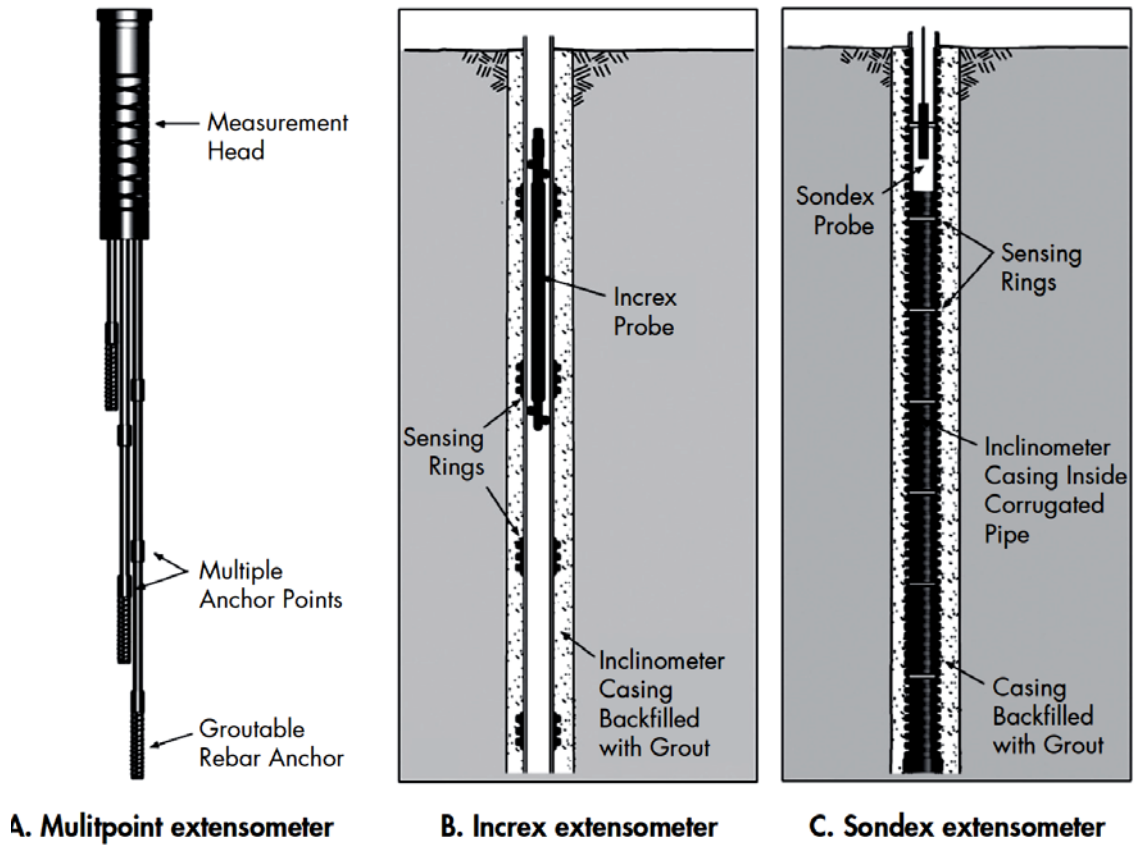 Measurement
Head
Multiple
Anchor Points
Groutable
Rebar Anchor
A. Mulitpoint extensometer
Increx
Probe
Sensing
Rings
Inclinometer
Casing
Backfilled
with Grout
B. Increx extensometer
Sondex
Probe
Sensing
Rings
Inclinometer
Casing Inside
Corrugated
Pipe
Casing
Backfilled
with Grout
C. Sondex extensometer